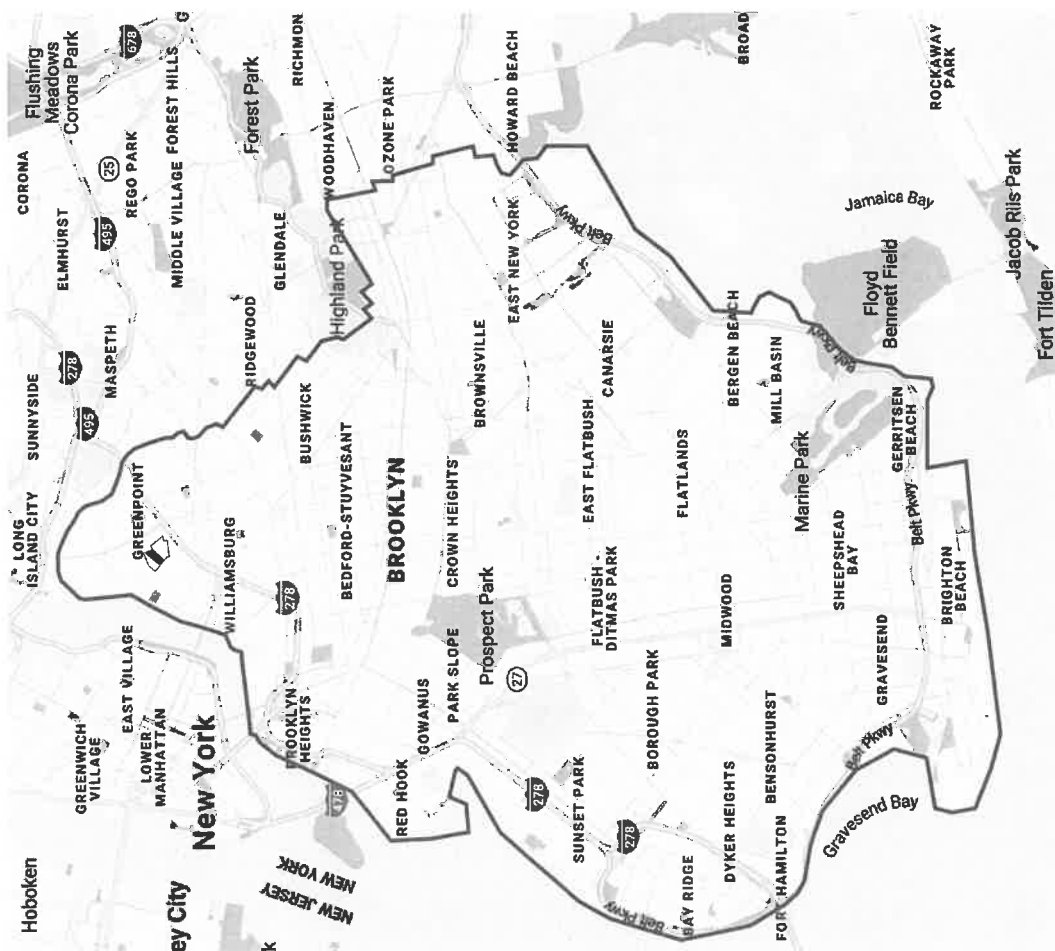 Hoboken
LONG
ISLAND CITY
SUNNYSIDE
CORONA
Flushing
Meadows
Corona Park
GREENWICH
VILLAGE
278
ELMHURST
495
495
25
678
EAST VILLAGE
MASPETH
REGO PARK
LOWER
MANHATTAN
GREENPOINT
ey City
New York
MIDDLE VILLAGE
FOREST HILLS
G
WILLIAMSBURG
RIDGEWOOD
Forest Park
k
NEW YORK
NEW JERSEY
278
GLENDALE
RICHMON
BROOKLYN
HEIGHTS
BUSHWICK
478
BEDFORD-STUYVESANT
Highland Park
WOODHAVEN
BROOKLYN
OZONE PARK
RED HOOK
GOWANUS
PARK SLOPE
CROWN HEIGHTS
Prospect Park
BROWNSVILLE
27
EAST NEW YORK
HOWARD BEACH
278
Belt Pkwy
SUNSET PARK
EAST FLATBUSH
FLATBUSH -
DITMAS PARK
CANARSIE
278
Belt Pkwy
BOROUGH PARK
FLATLANDS
BAY RIDGE
DYKER HEIGHTS
MIDWOOD
BERGEN BEACH
BROAD
FORT HAMILTON
BENSONHURST
MILL BASIN
Marine Park
SHEEPSHEAD
BAY
Belt Pkwy
Jamaica Bay
Gravesend Bay
Belt Pkwy
GRAVESEND
GERRITSEN
BEACH
Floyd
Bennett Field
Belt Pkwy
BRIGHTON
BEACH
ROCKAWAY
PARK
Jacob Riis Park
Fort Tilden